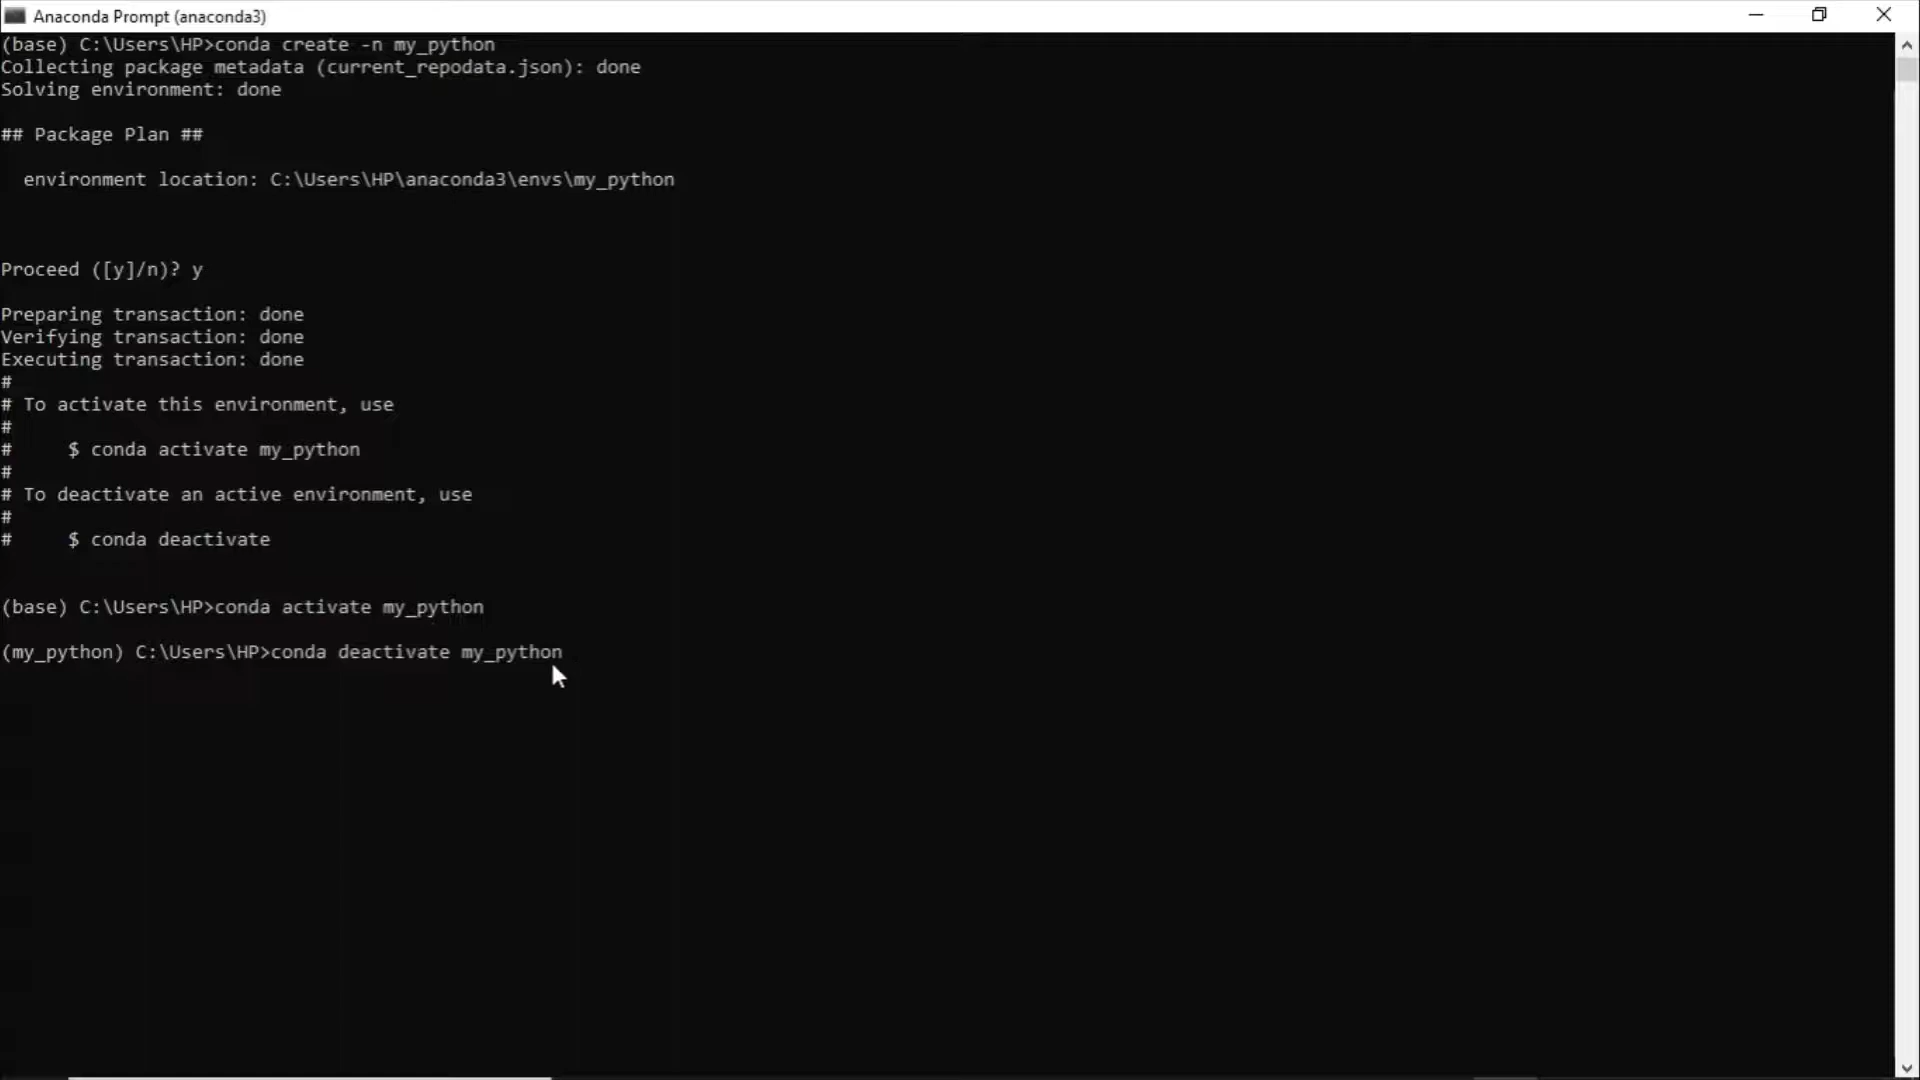 Anaconda Prompt (anaconda3)
(base) C:\Users\HP>conda create -n my_python
Collecting package metadata (current_repodata.json): done
Solving environment: done
## Package Plan ##
environment location: C:\Users\HP\anaconda3\envs\my_python
Proceed ([y]/n)? y
Preparing transaction: done
Verifying transaction: done
Executing transaction: done
#
# To activate this environment, use
#
#     $ conda activate my_python
#
# To deactivate an active environment, use
#
#     $ conda deactivate
(base) C:\Users\HP>conda activate my_python
(my_python) C:\Users\HP>conda deactivate my_python